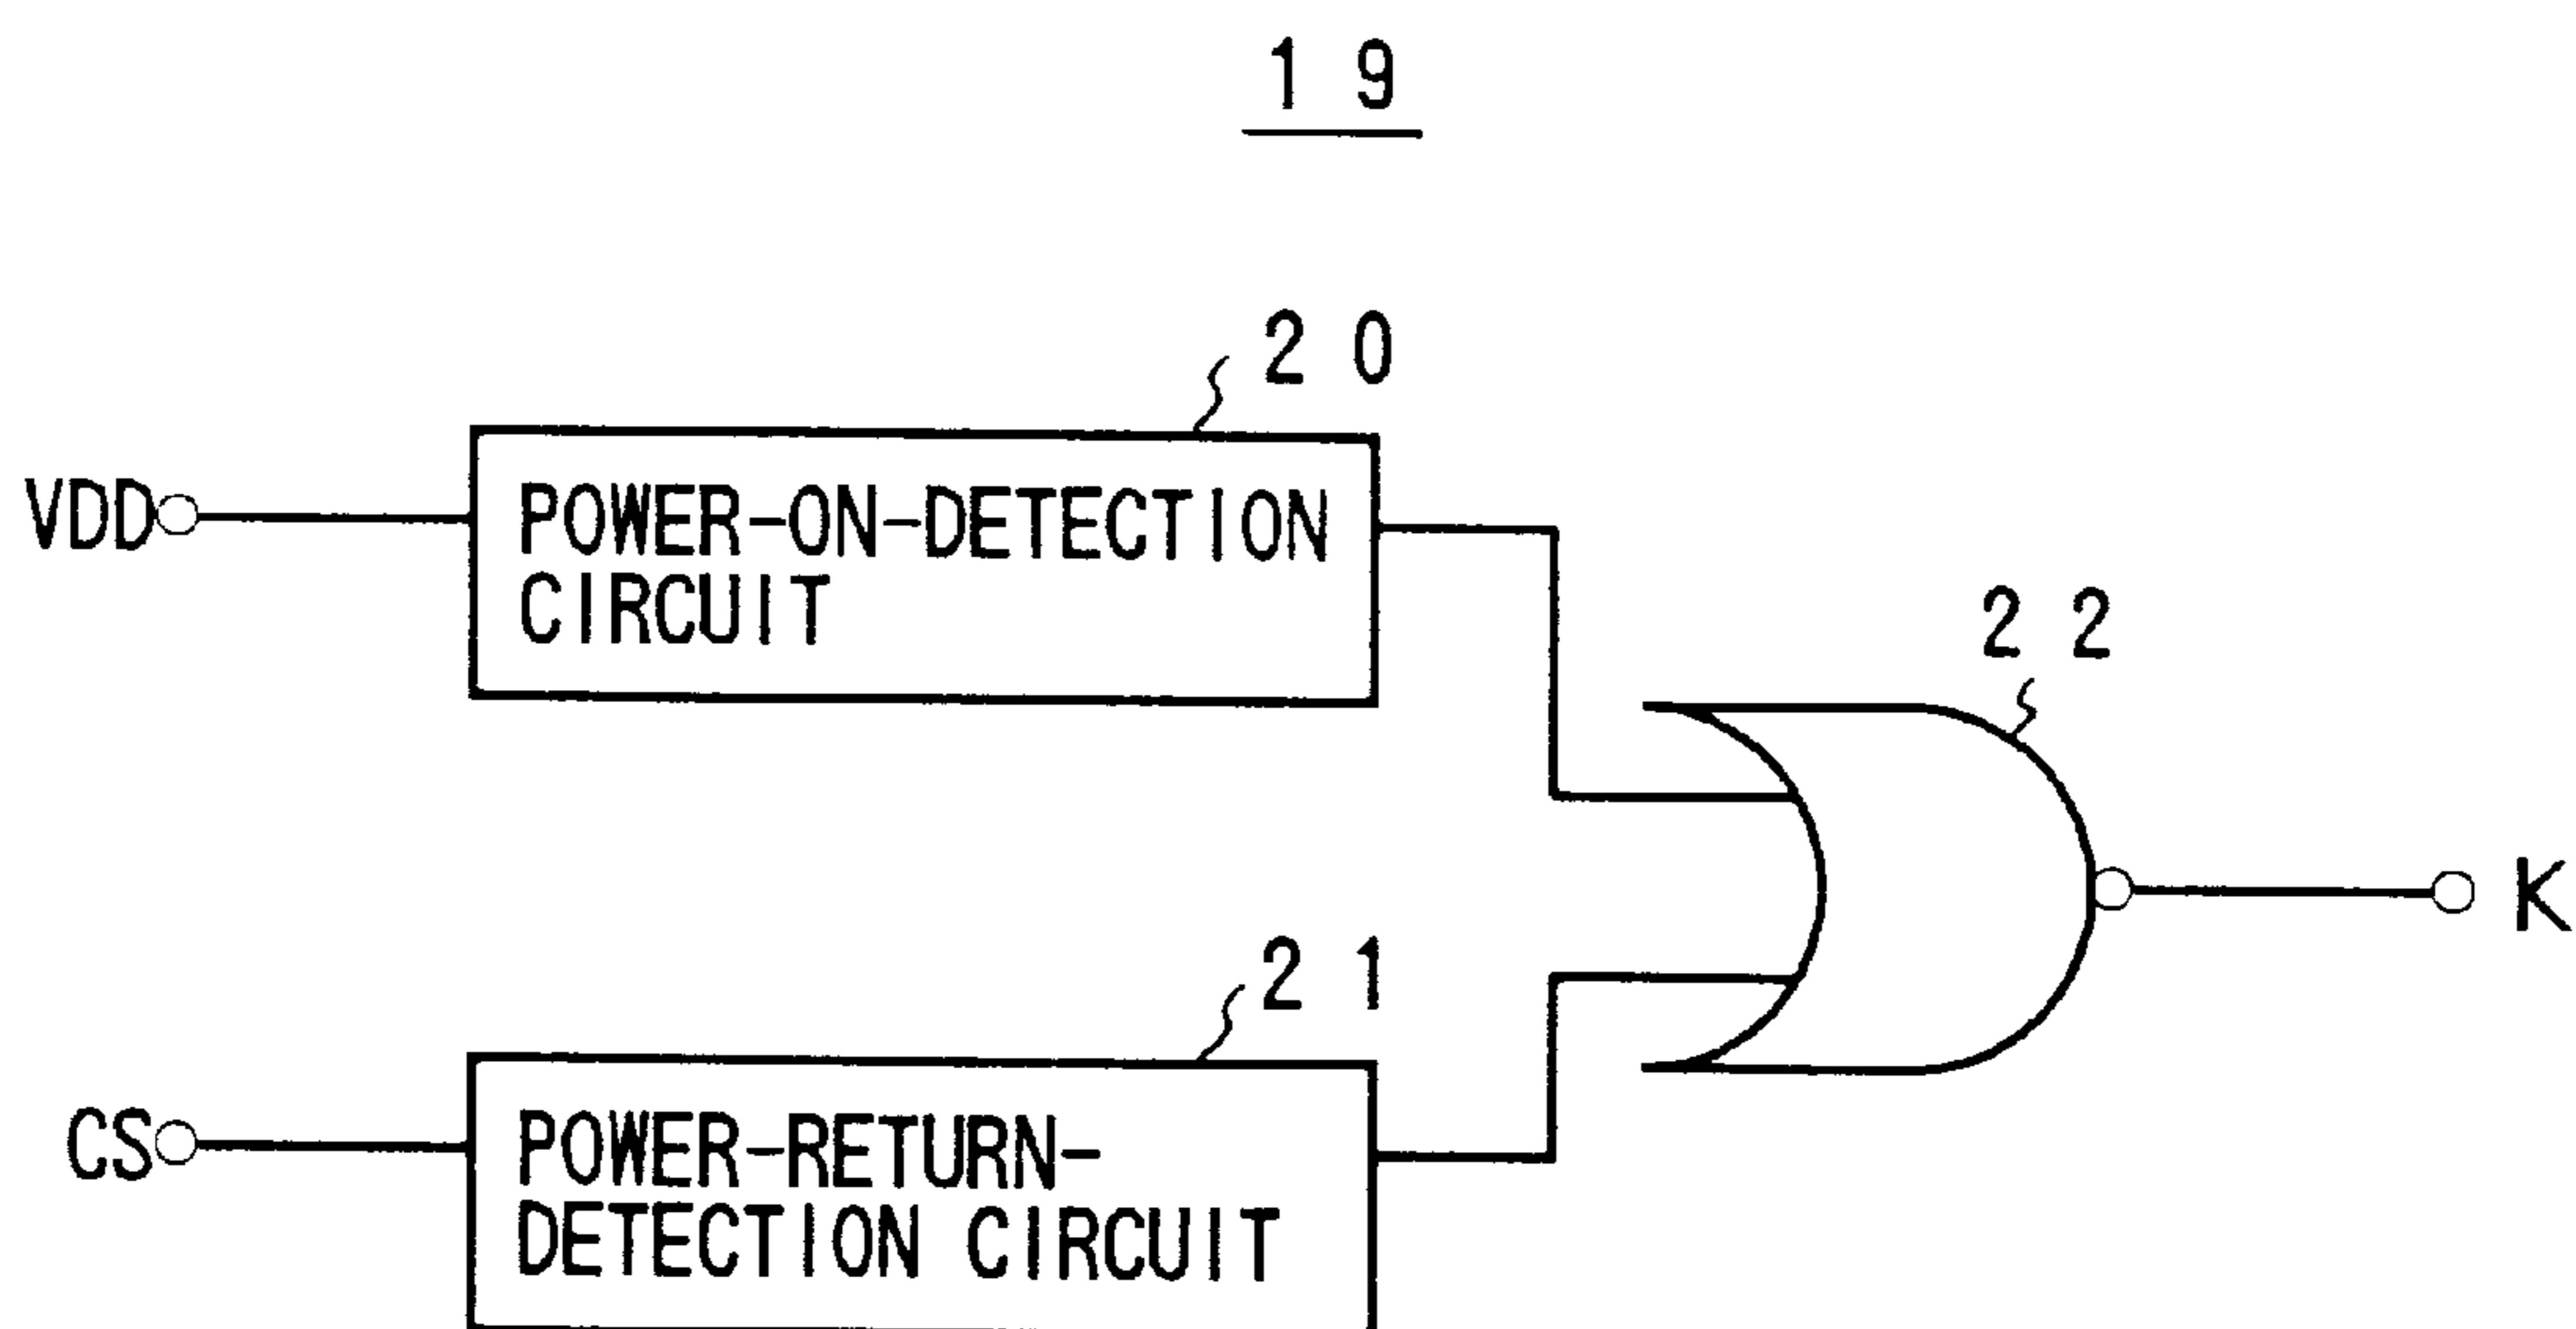 19
20
VDD
POWER-ON-DETECTION
CIRCUIT
22
K
21
CS
POWER-RETURN-
DETECTION CIRCUIT